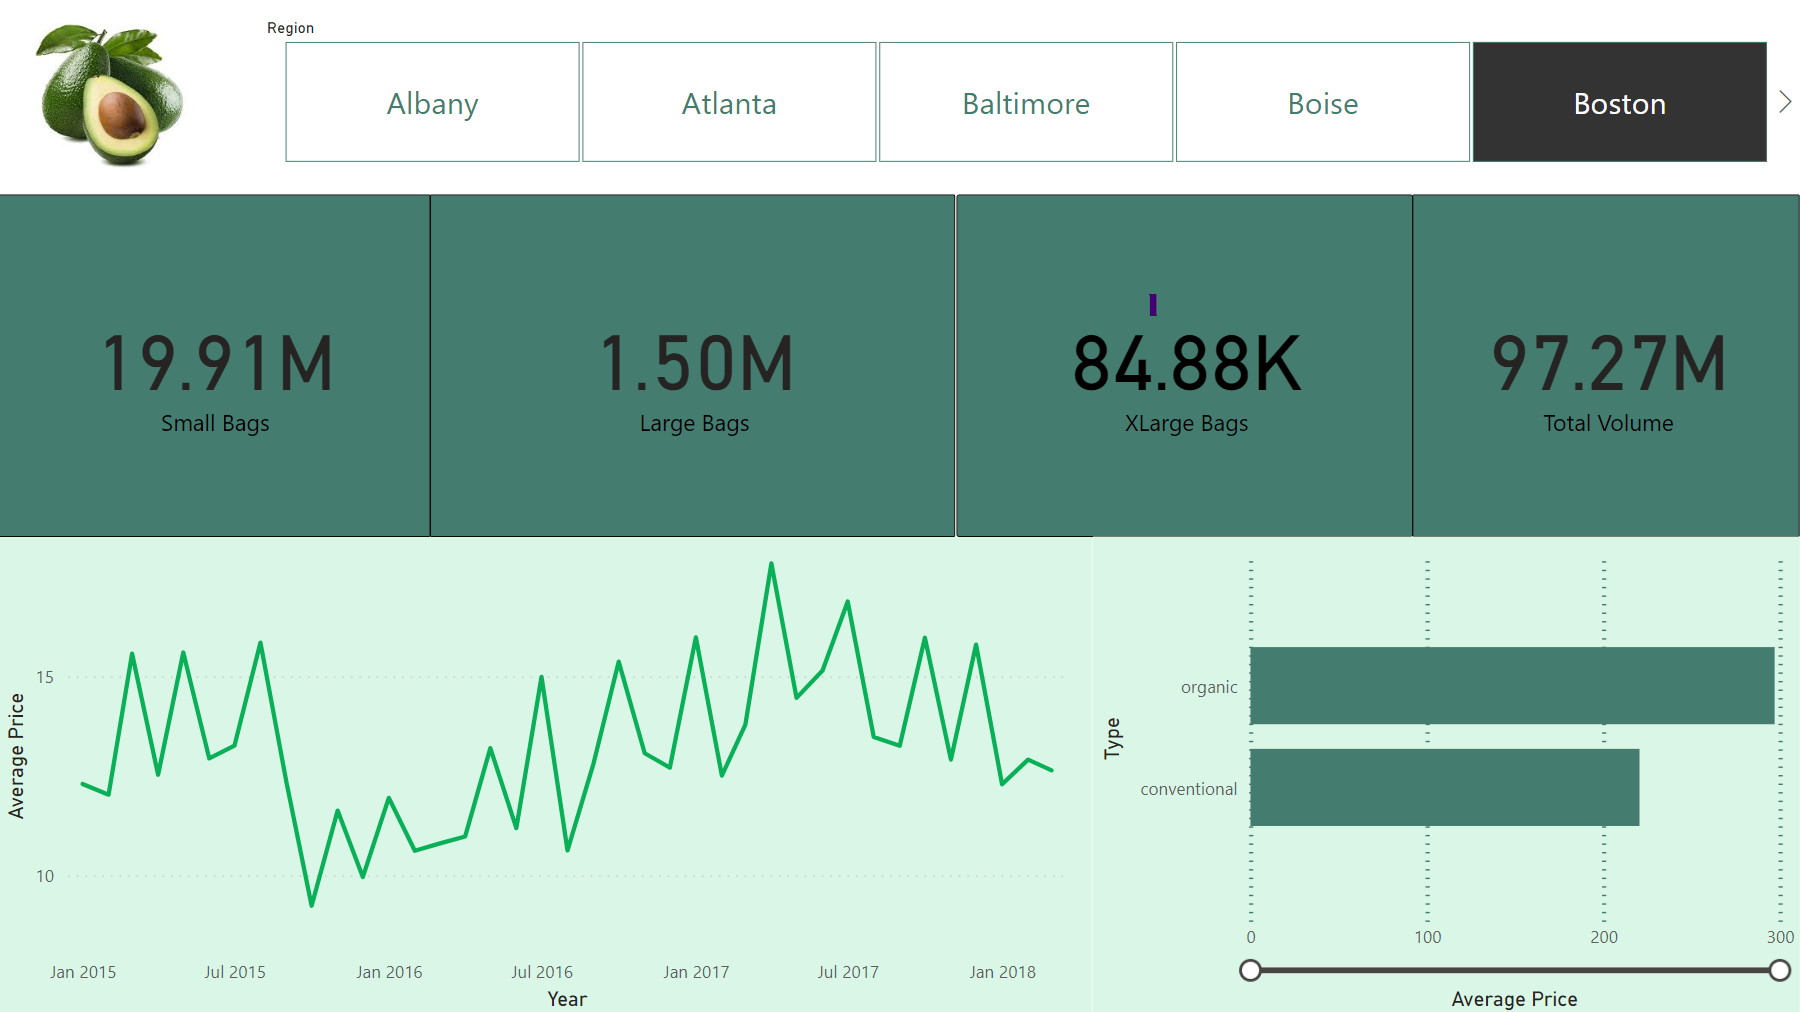 Region
Albany Atlanta Baltimore Boise Boston
19.91M 1.50M 84.88K 97.27M
Small Bags Large Bags XLarge Bags Total Volume
Average Price
15
10
Jan 2015 Jul 2015 Jan 2016 Jul 2016 Jan 2017 Jul 2017 Jan 2018
Year
Type
organic
conventional
0 100 200 300
Average Price